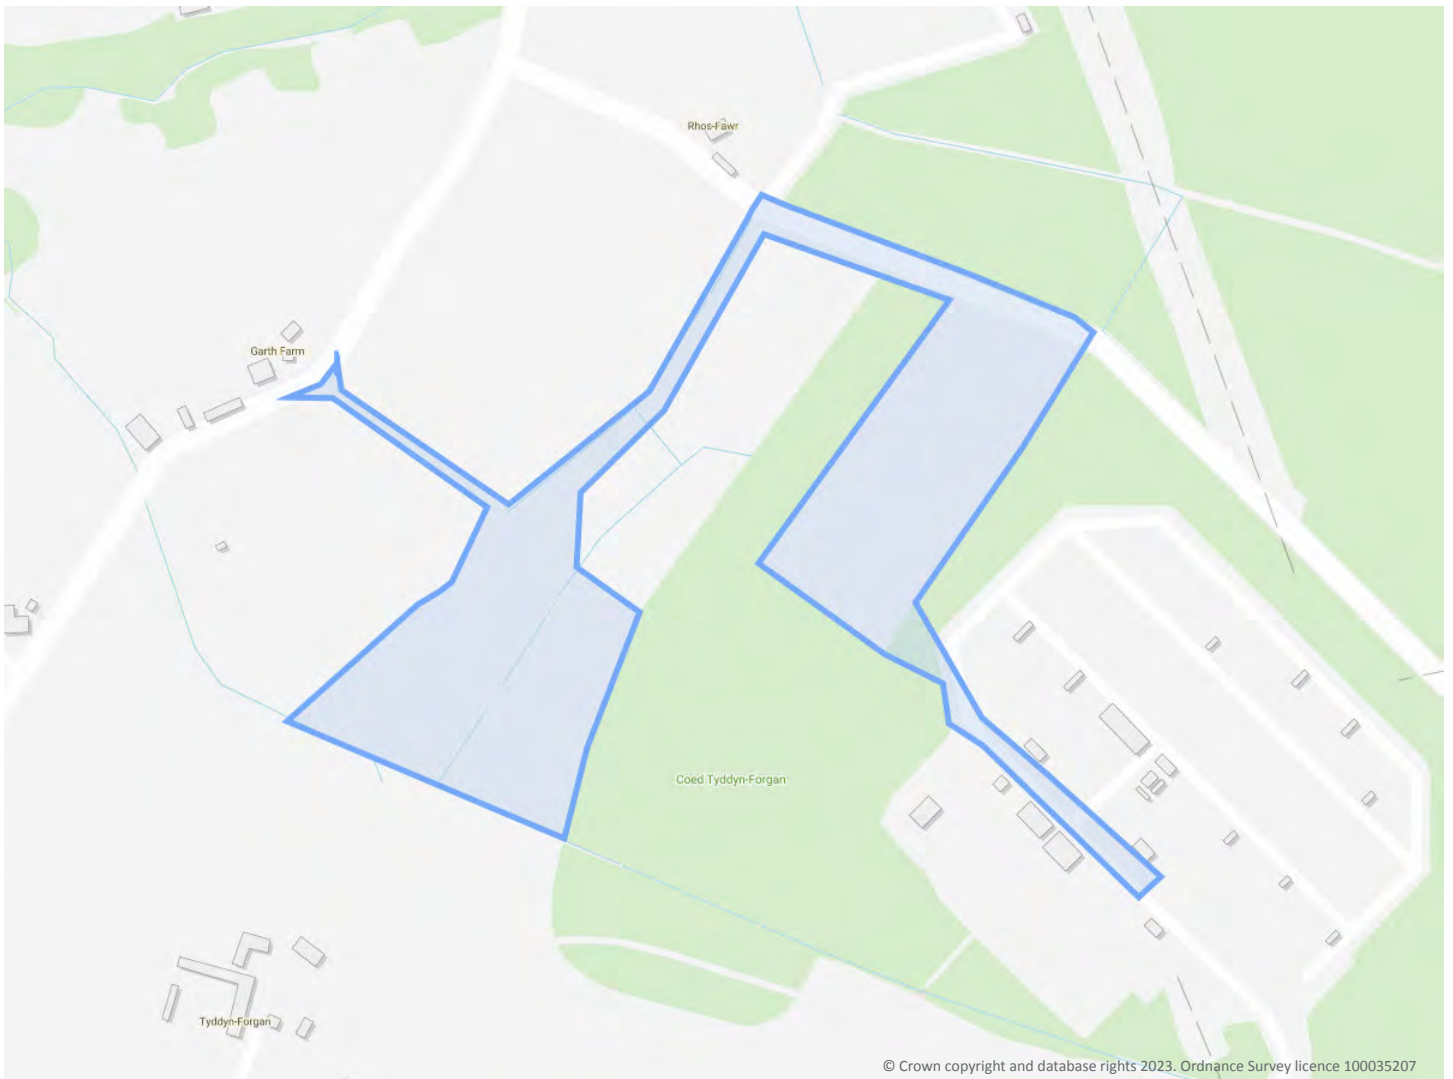 Rhos-Fawr
Garth Farm
Coed Tyddyn-Forgan
Tyddyn-Forgan
© Crown copyright and database rights 2023. Ordnance Survey licence 100035207